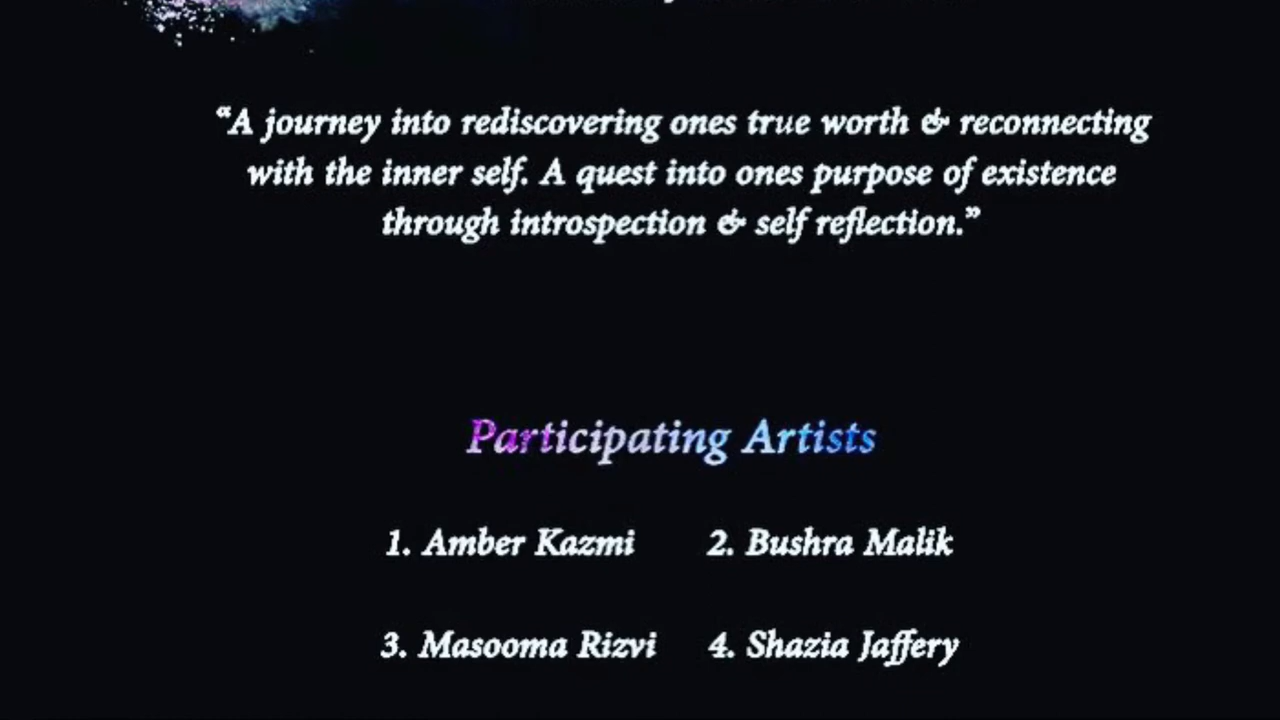 “A journey into rediscovering ones true worth & reconnecting
with the inner self. A quest into ones purpose of existence
through introspection & self reflection.”
Participating Artists
1. Amber Kazmi 2. Bushra Malik
3. Masooma Rizvi 4. Shazia Jaffery